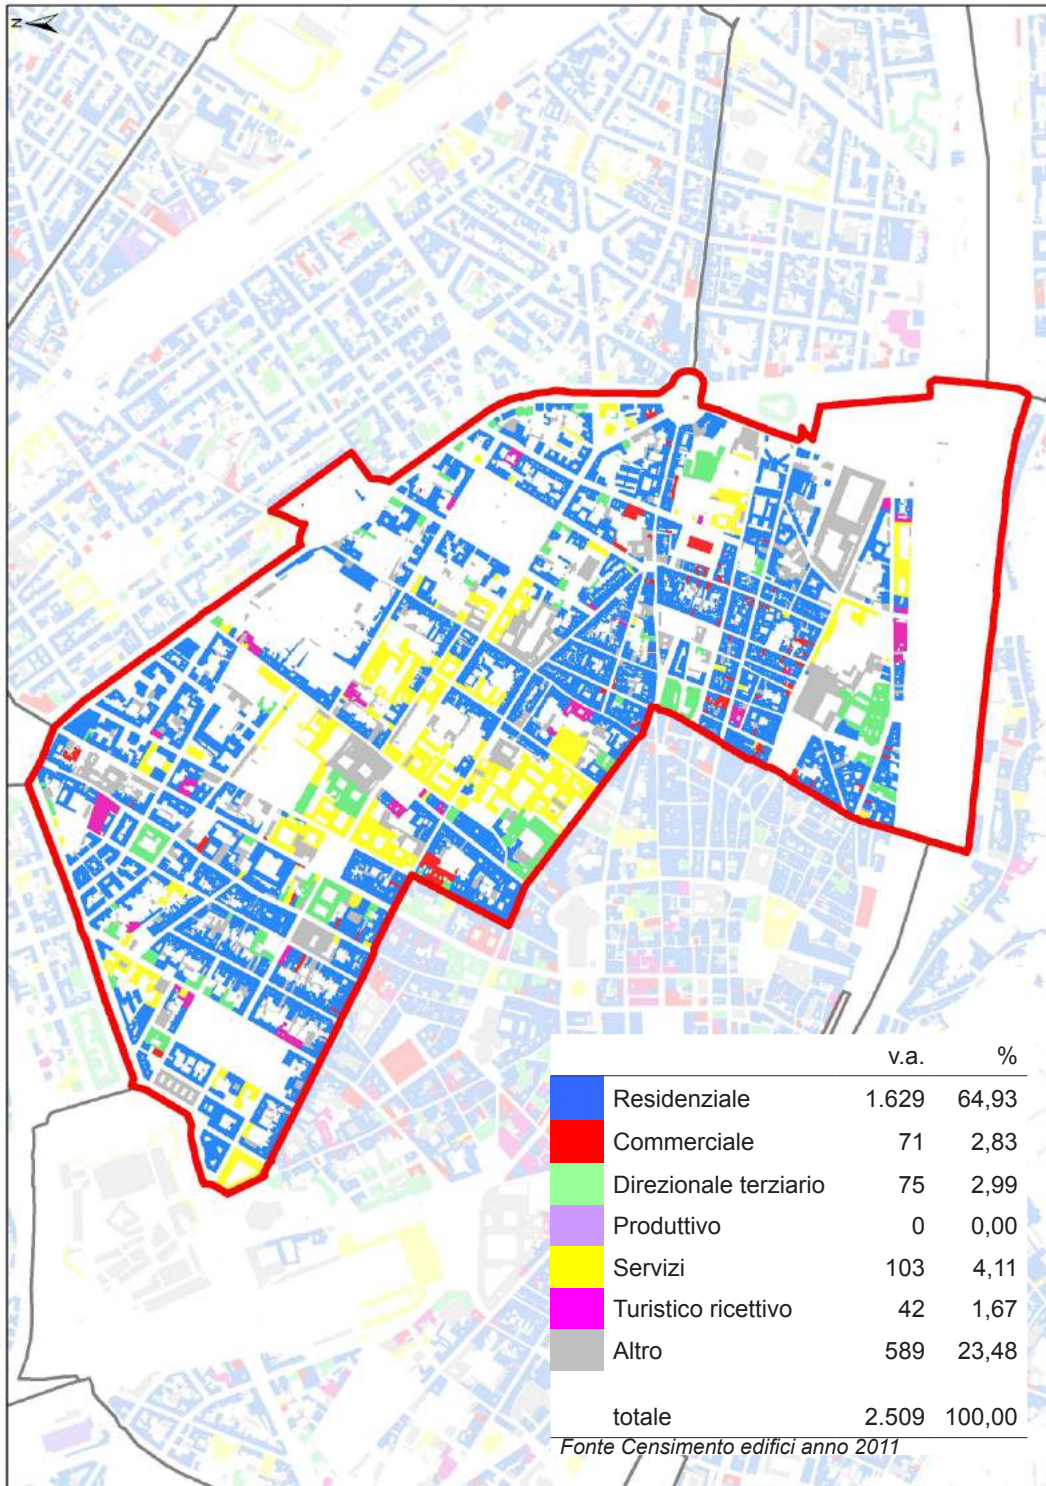 N
v.a. %
Residenziale 1.629 64,93
Commerciale 71 2,83
Direzionale terziario 75 2,99
Produttivo 0 0,00
Servizi 103 4,11
Turistico ricettivo 42 1,67
Altro 589 23,48
totale 2.509 100,00
Fonte Censimento edifici anno 2011